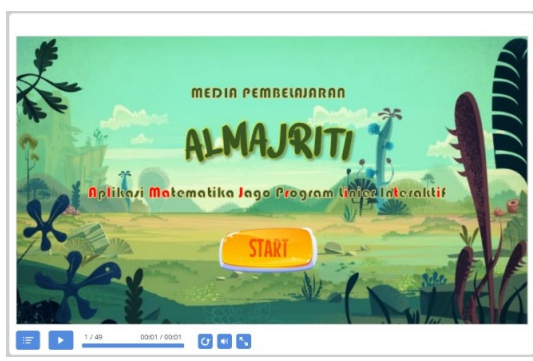 MEDIA PEMBELAJARAN
ALMAJRITI
Aplikasi Matematika Jago Program Linier Interaktif
START
1 / 49 00:01 / 00:01